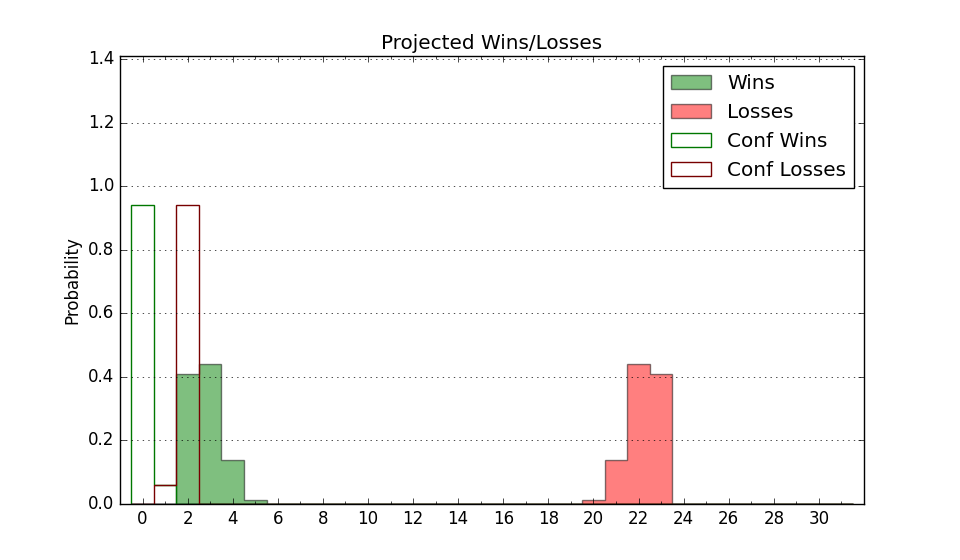 Projected Wins/Losses
1.4
1.2
1.0
0.8
0.6
0.4
0.2
0.0
Probability
Wins
Losses
Conf Wins
Conf Losses
0 2 4 6 8 10 12 14 16 18 20 22 24 26 28 30